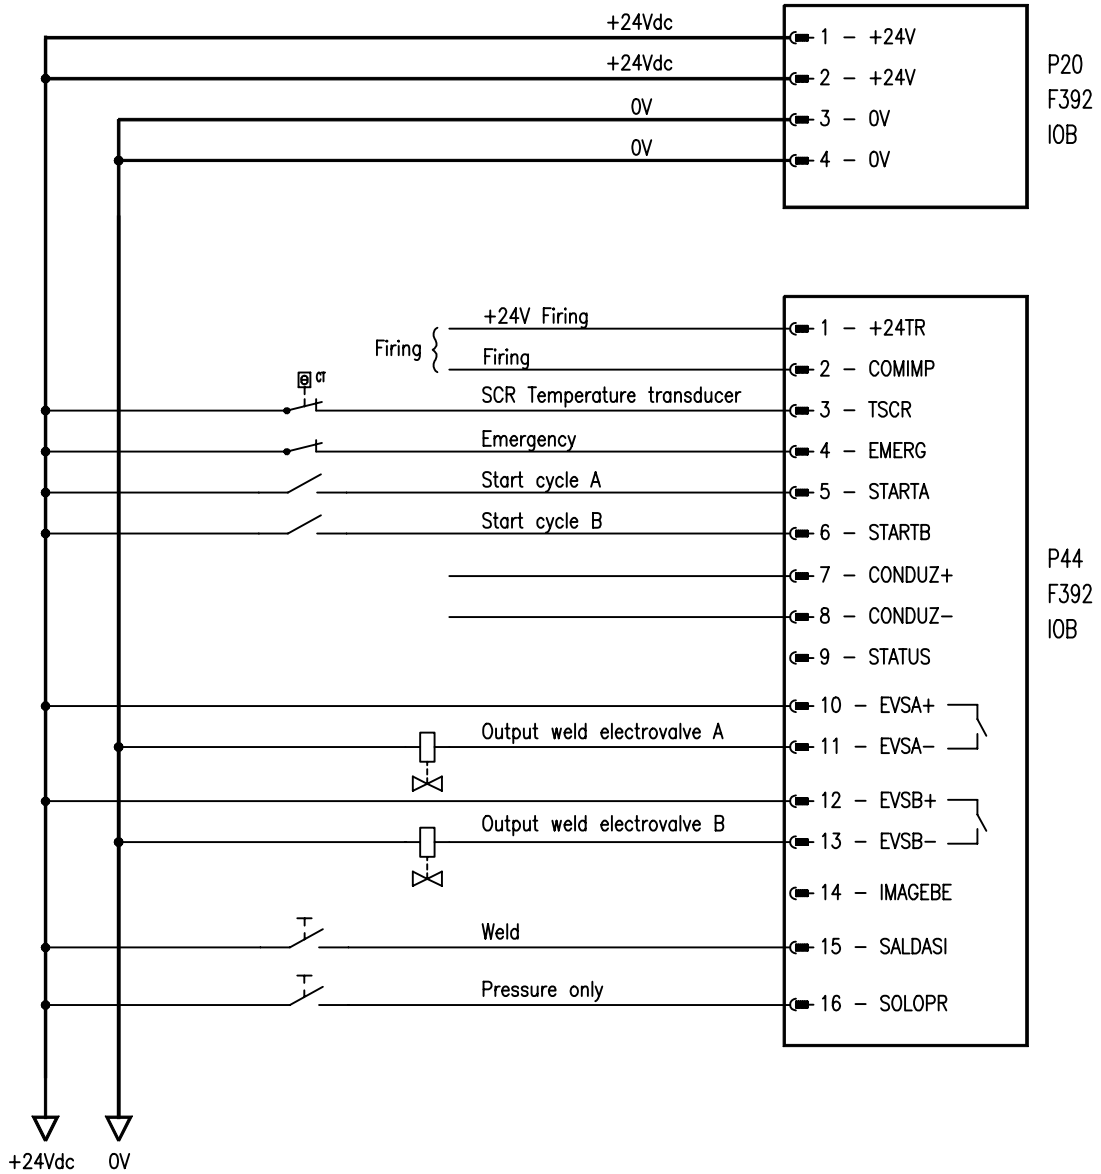 +24Vdc
1 - +24V
+24Vdc
2 - +24V
0V
3 - 0V
0V
4 - 0V
P20
F392
IOB
+24V Firing
1 - +24TR
Firing
Firing
2 - COMIMP
CT
SCR Temperature transducer
3 - TSCR
Emergency
4 - EMERG
Start cycle A
5 - STARTA
Start cycle B
6 - STARTB
7 - CONDUZ+
8 - CONDUZ-
9 - STATUS
P44
F392
IOB
10 - EVSA+
Output weld electrovalve A
11 - EVSA-
12 - EVSB+
Output weld electrovalve B
13 - EVSB-
14 - IMAGEBE
Weld
15 - SALDASI
Pressure only
16 - SOLOPR
+24Vdc
0V